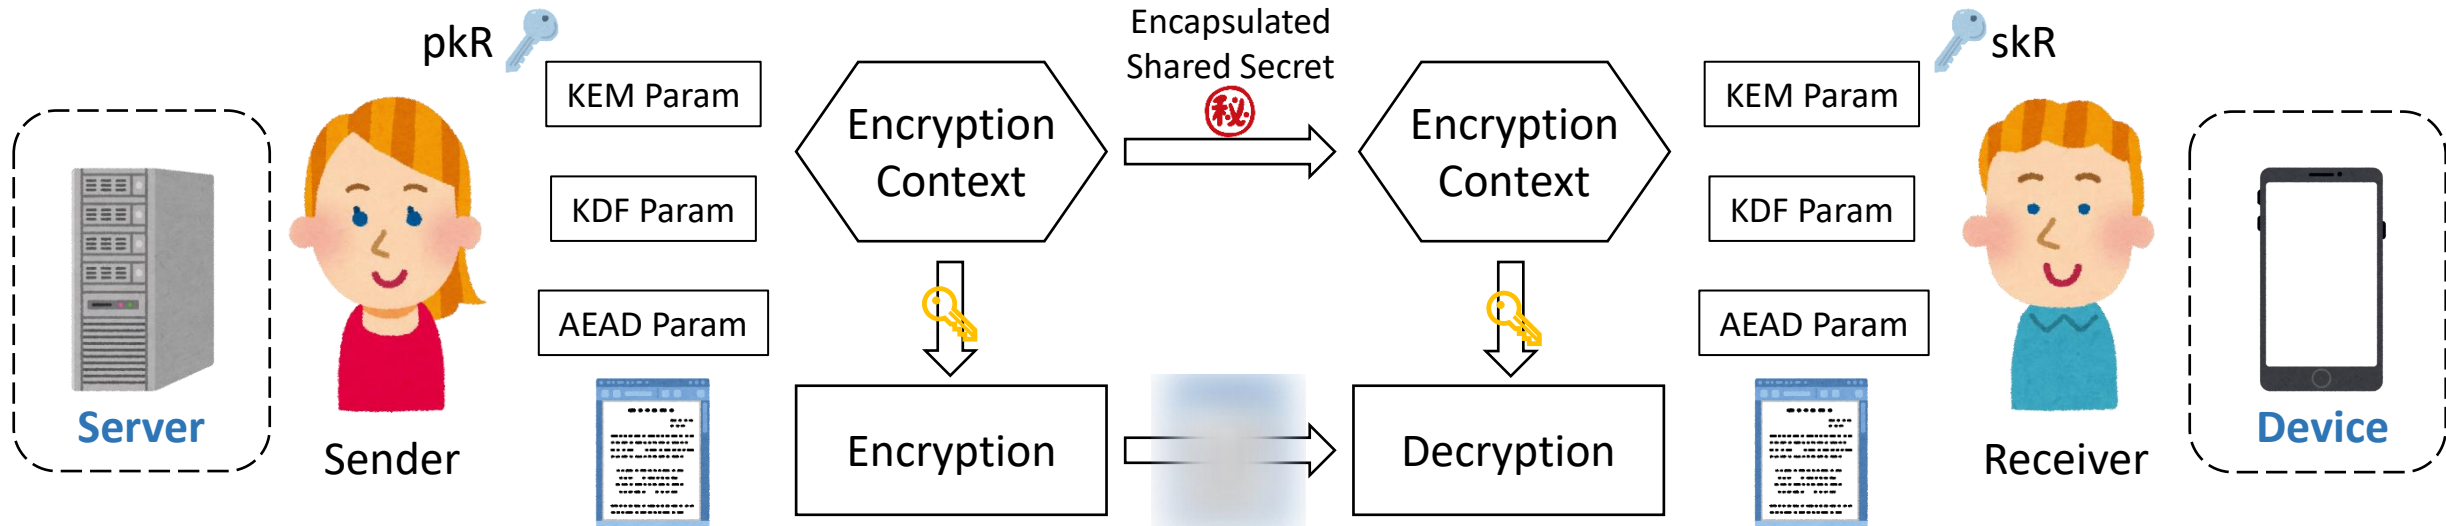 pkR
KEM Param
KDF Param
AEAD Param
Server
Sender
Encryption
Context
Encryption
Encapsulated
Shared Secret
秘
Encryption
Context
Decryption
skR
KEM Param
KDF Param
AEAD Param
Receiver
Device